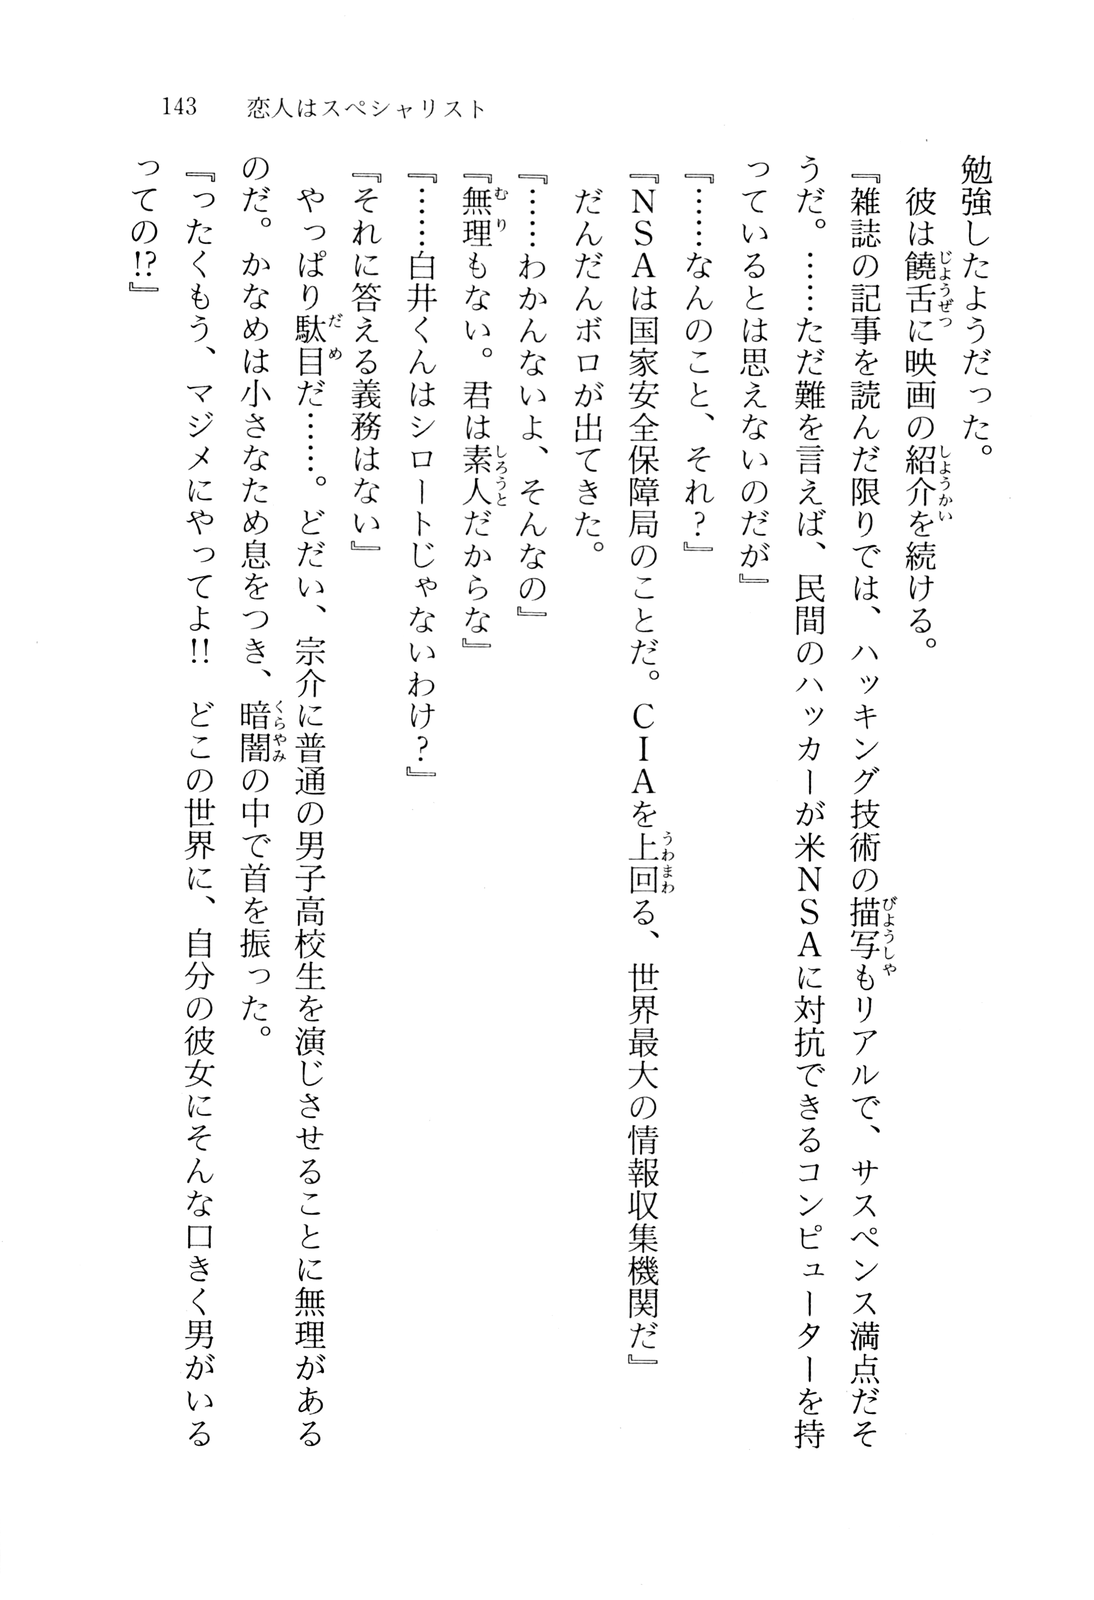 143 恋人はスペシャリスト
勉強したようだった。
　彼は饒舌に映画の紹介を続ける。
『雑誌の記事を読んだ限りでは、ハッキング技術の描写もリアルで、サスペンス満点だそ
うだ。……ただ難を言えば、民間のハッカーが米ＮＳＡに対抗できるコンピューターを持
っているとは思えないのだが』
『……なんのこと、それ？』
『ＮＳＡは国家安全保障局のことだ。ＣＩＡを上回る、世界最大の情報収集機関だ』
　だんだんボロが出てきた。
『……わかんないよ、そんなの』
『無理もない。君は素人だからな』
『……白井くんはシロートじゃないわけ？』
『それに答える義務はない』
　やっぱり駄目だ……。どだい、宗介に普通の男子高校生を演じさせることに無理がある
のだ。かなめは小さなため息をつき、暗闇の中で首を振った。
『ったくもう、マジメにやってよ!!　どこの世界に、自分の彼女にそんな口きく男がいる
っての!?』